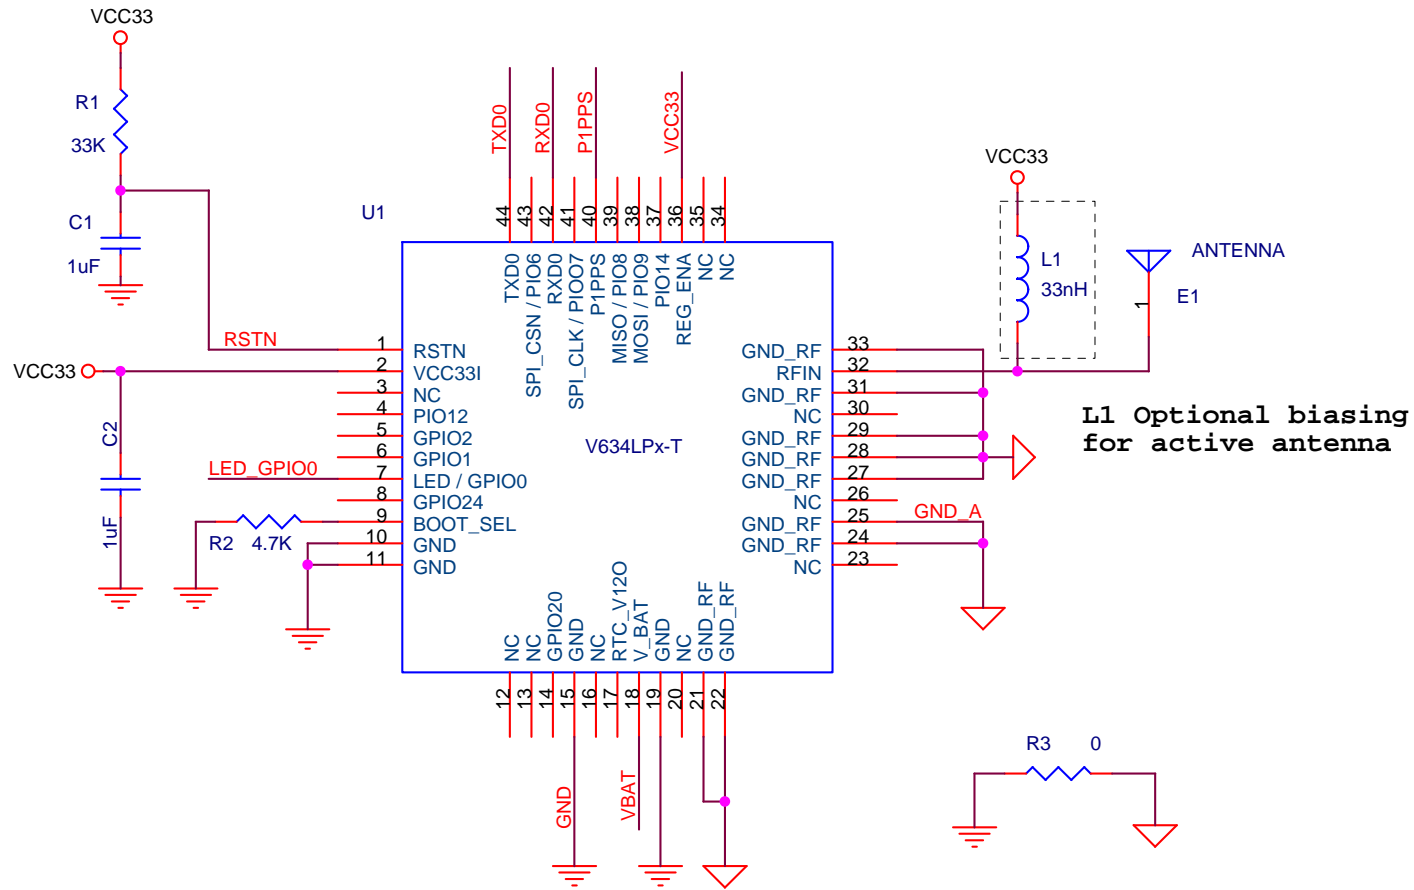 VCC33
R1
33K
C1
1uF
U1
TXD0
RXD0
P1PPS
VCC33
44
43
42
41
40
39
38
37
36
35
34
TXD0
SPI_CSN / PIO6
RXD0
SPI_CLK / PIOO7
P1PPS
MISO / PIO8
MOSI / PIO9
PIO14
REG_ENA
NC
NC
VCC33
L1
33nH
ANTENNA
E1
1
RSTN
VCC33
C2
1uF
LED_GPIO0
R2 4.7K
1 RSTN
2 VCC33I
3 NC
4 PIO12
5 GPIO2
6 GPIO1
7 LED / GPIO0
8 GPIO24
9 BOOT_SEL
10 GND
11 GND
V634LPx-T
GND_RF 33
RFIN 32
GND_RF 31
NC 30
GND_RF 29
GND_RF 28
GND_RF 27
NC 26
GND_RF 25
GND_RF 24
NC 23
GND_A
L1 Optional biasing
for active antenna
NC
NC
GPIO20
GND
NC
RTC_V12O
V_BAT
GND
NC
GND_RF
GND_RF
12
13
14
15
16
17
18
19
20
21
22
GND
VBAT
R3 0